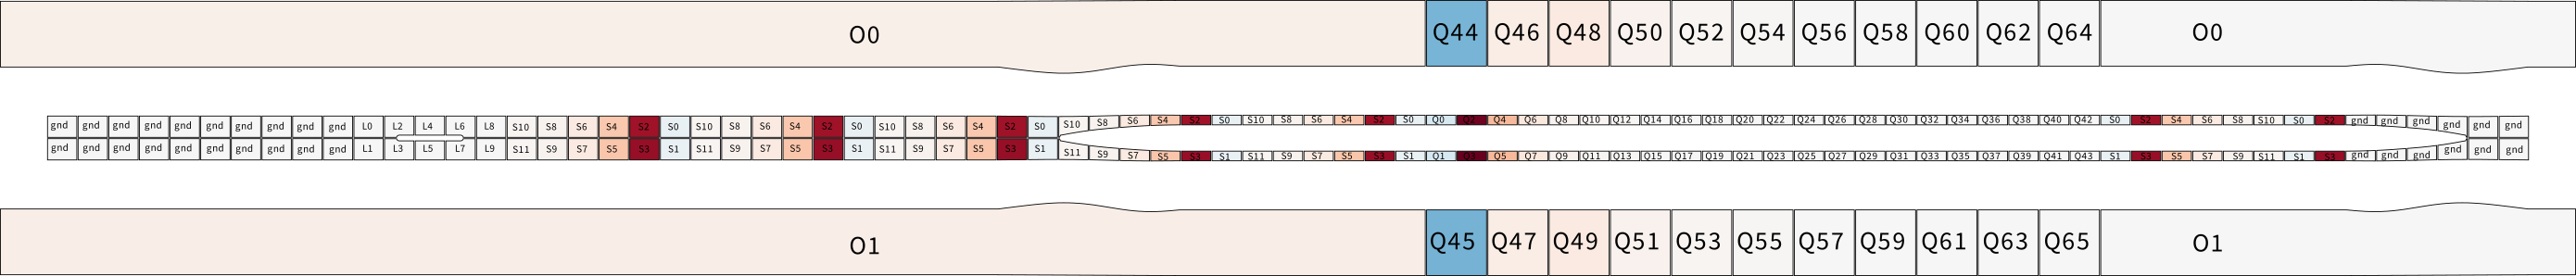 O0 Q44 Q46 Q48 Q50 Q52 Q54 Q56 Q58 Q60 Q62 Q64 O0
gnd gnd gnd gnd gnd gnd gnd gnd gnd gnd L0 L2 L4 L6 L8 S10 S8 S6 S4 S2 S0 S10 S8 S6 S4 S2 S0 S10 S8 S6 S4 S2 S0 S10 S8 S6 S4 S2 S0 S10 S8 S6 S4 S2 S0 Q0 Q2 Q4 Q6 Q8 Q10 Q12 Q14 Q16 Q18 Q20 Q22 Q24 Q26 Q28 Q30 Q32 Q34 Q36 Q38 Q40 Q42 S0 S2 S4 S6 S8 S10 S0 S2 gnd gnd gnd gnd gnd gnd
gnd gnd gnd gnd gnd gnd gnd gnd gnd gnd L1 L3 L5 L7 L9 S11 S9 S7 S5 S3 S1 S11 S9 S7 S5 S3 S1 S11 S9 S7 S5 S3 S1 S11 S9 S7 S5 S3 S1 S11 S9 S7 S5 S3 S1 Q1 Q3 Q5 Q7 Q9 Q11 Q13 Q15 Q17 Q19 Q21 Q23 Q25 Q27 Q29 Q31 Q33 Q35 Q37 Q39 Q41 Q43 S1 S3 S5 S7 S9 S11 S1 S3 gnd gnd gnd gnd gnd gnd
O1 Q45 Q47 Q49 Q51 Q53 Q55 Q57 Q59 Q61 Q63 Q65 O1